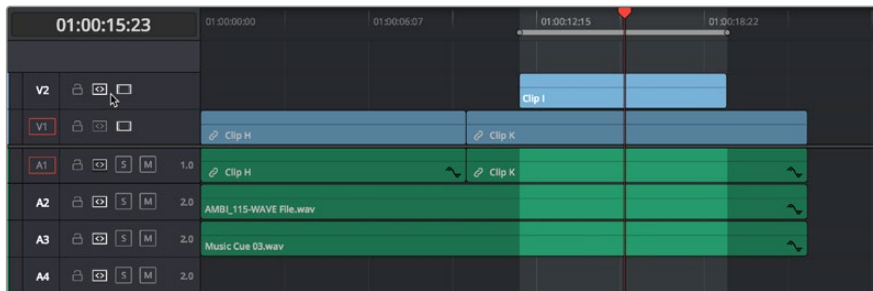 01:00:15:23 01:00:00:00 01:00:06:07 01:00:12:15 01:00:18:22
V2 Clip I
V1 Clip H Clip K
A1 S M 1.0 Clip H Clip K
A2 S M 2.0 AMBI_115-WAVE File.wav
A3 S M 2.0 Music Cue 03.wav
A4 S M 2.0